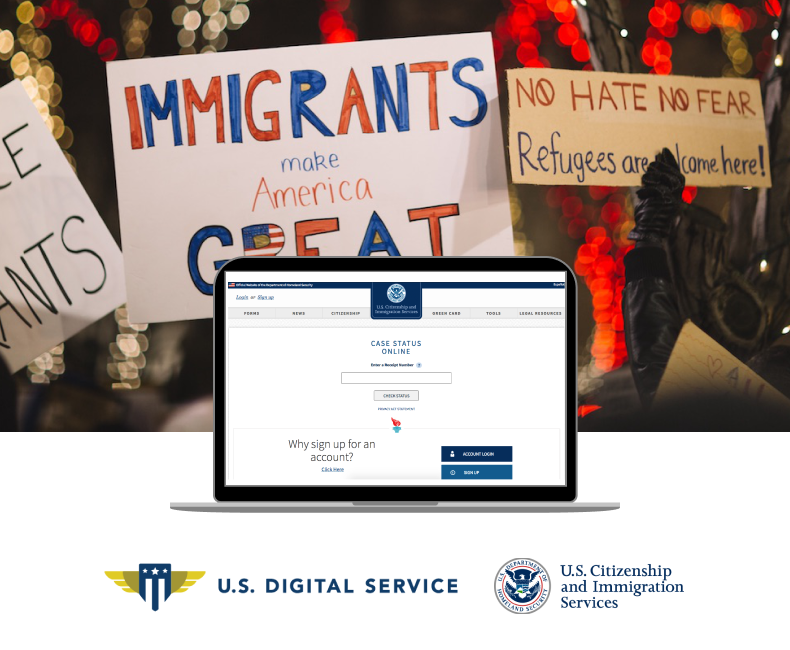 IMMIGRANTS
make
America
GREAT
NO HATE NO FEAR
Refugees are come here!
CE
ANTS
Official Website of the Department of Homeland Security
Español
Login or Sign up
U.S. Citizenship and
Immigration Services
FORMS NEWS CITIZENSHIP GREEN CARD TOOLS LEGAL RESOURCES
CASE STATUS
ONLINE
Enter a Receipt Number ?
CHECK STATUS
PRIVACY ACT STATEMENT
Why sign up for an
account?
Click Here
ACCOUNT LOGIN
SIGN UP
U.S. DIGITAL SERVICE
U.S. DEPARTMENT OF
HOMELAND SECURITY
U.S. Citizenship
and Immigration
Services